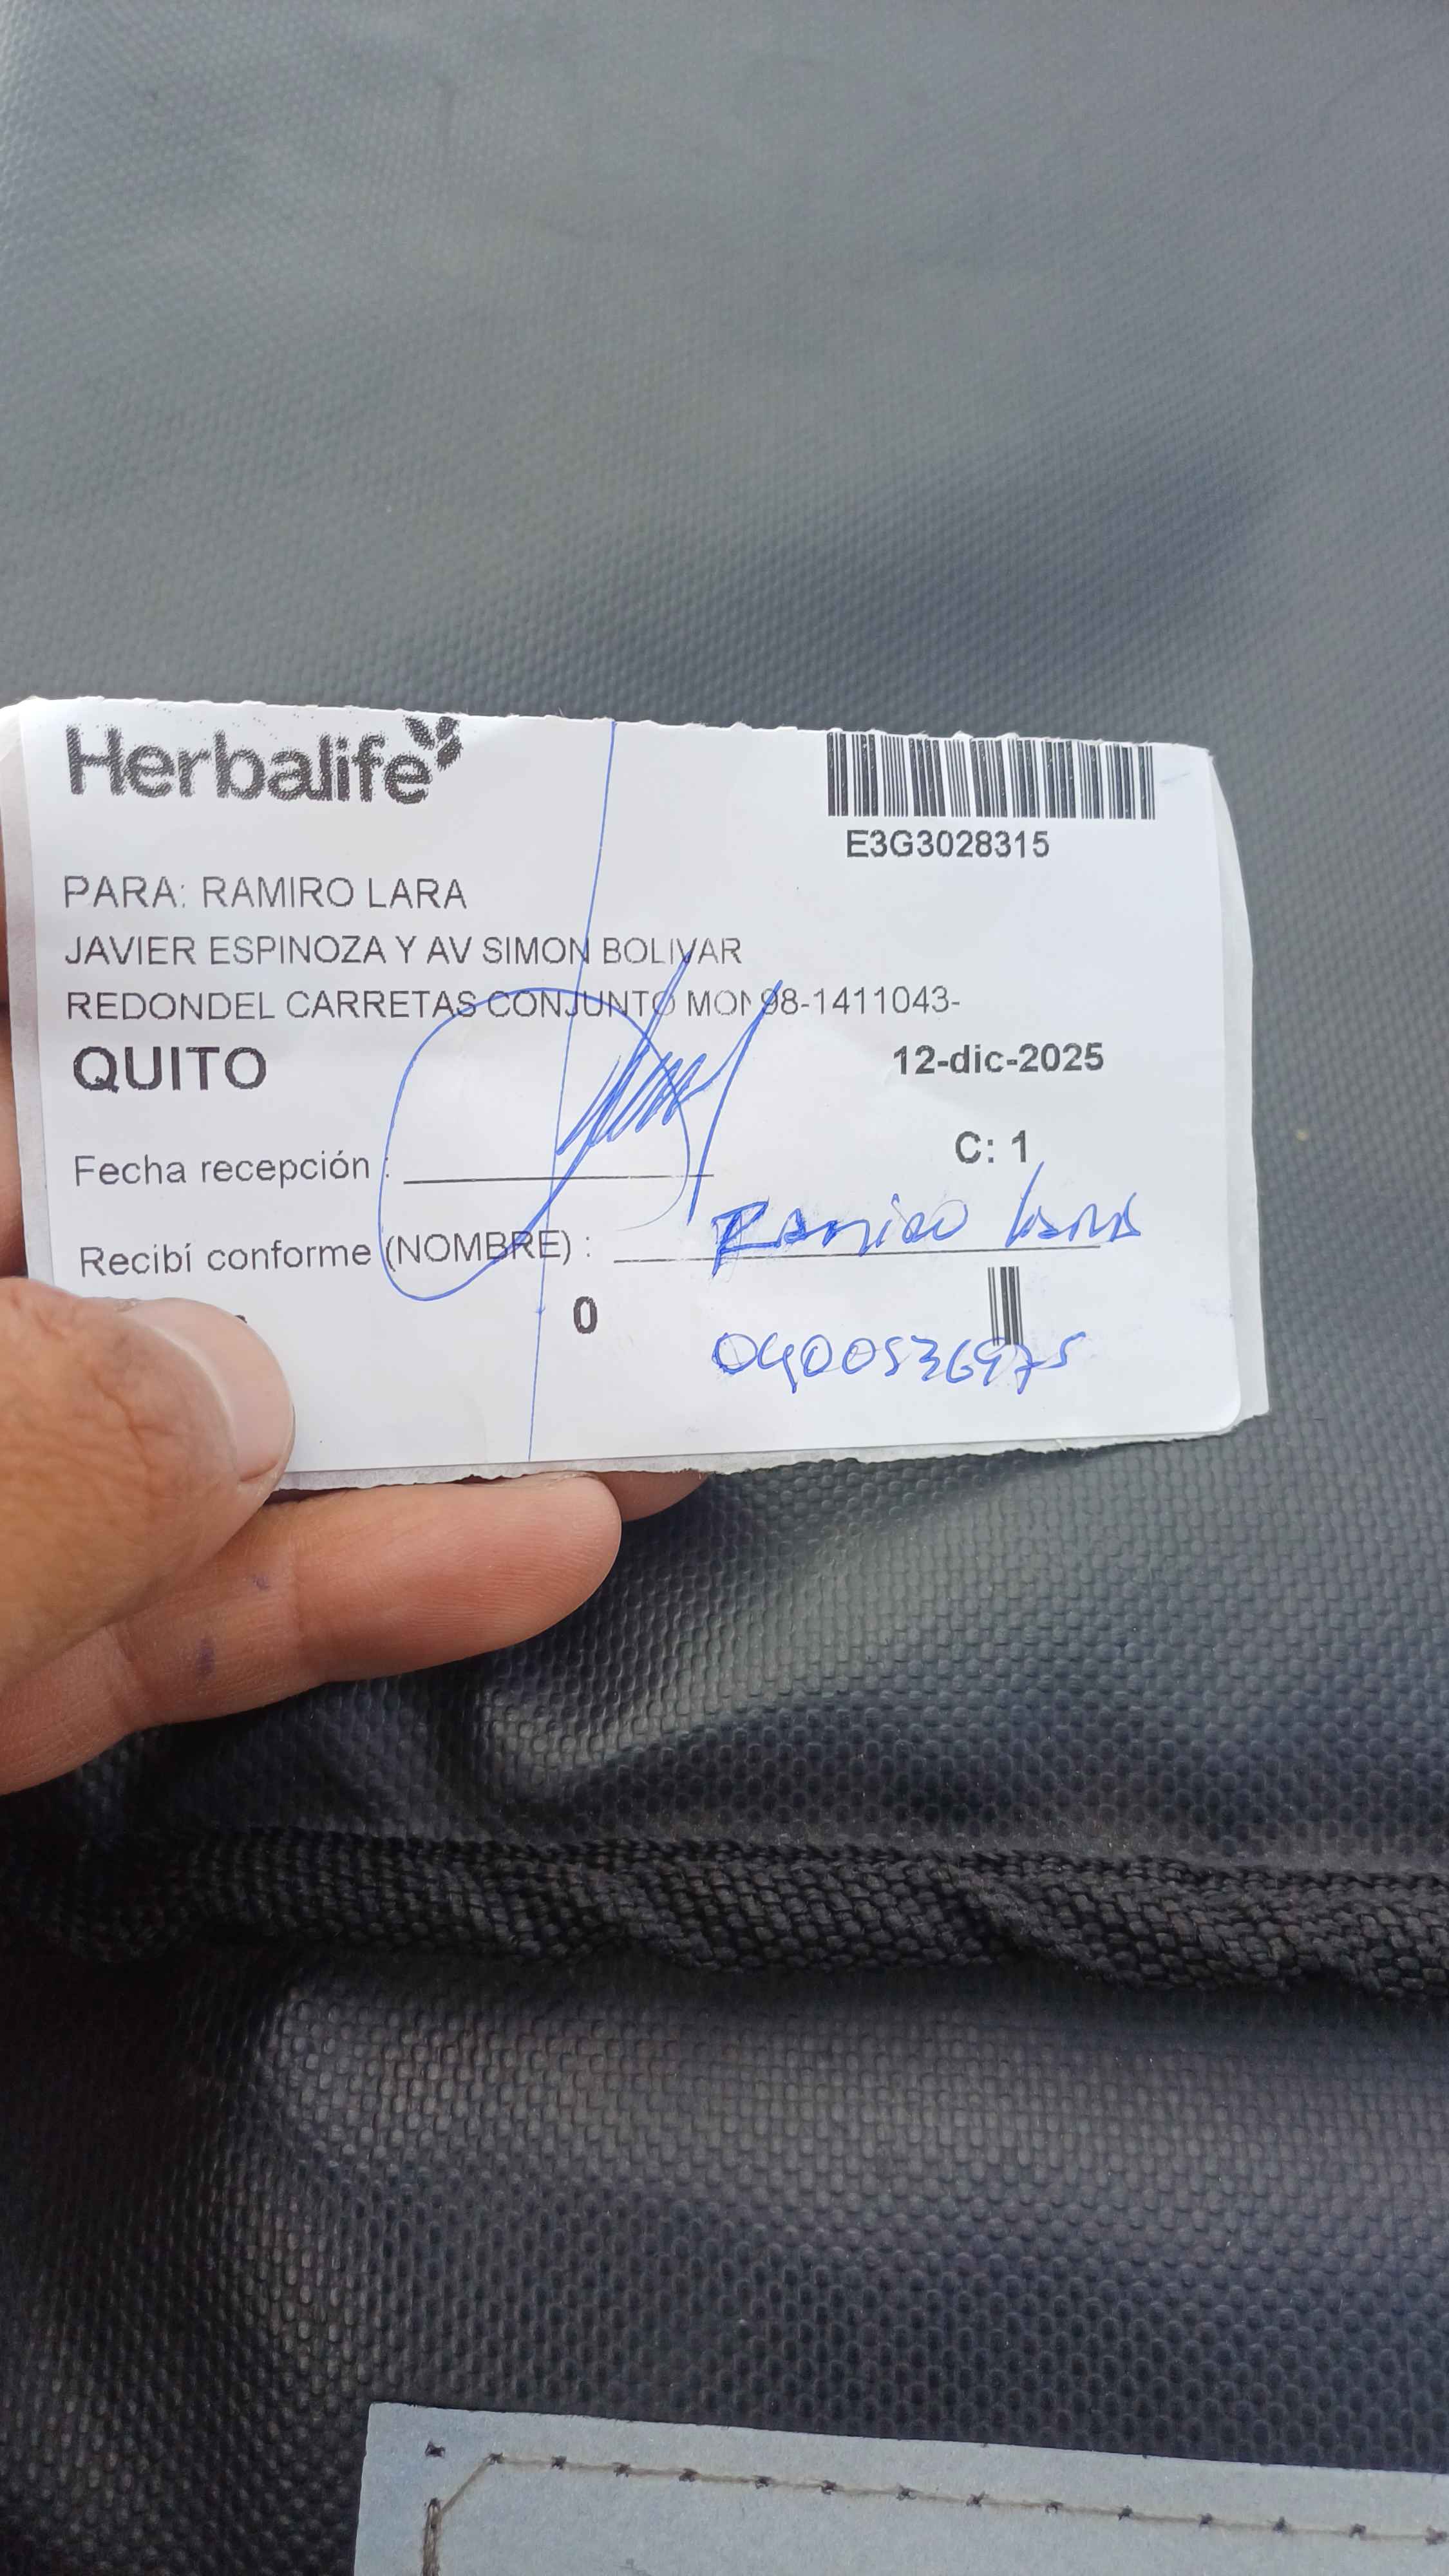 Herbalife
E3G3028315
PARA: RAMIRO LARA
JAVIER ESPINOZA Y AV SIMON BOLIVAR
REDONDEL CARRETAS CONJUNTO MON 98-1411043-
QUITO
12-dic-2025
C: 1
Fecha recepción :
Recibí conforme (NOMBRE) : Ramiro Lara
0
0400536975